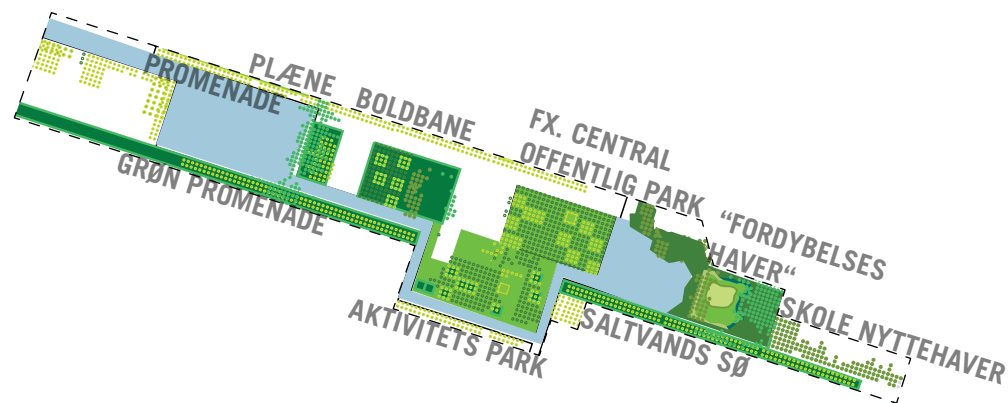 PROMENADE
PLÆNE
BOLDBANE
FX. CENTRAL
OFFENTLIG PARK
"FORDYBELSES
HAVER"
SKOLE NYTTEHAVER
GRØN PROMENADE
AKTIVITETS PARK
SALTVANDS SØ